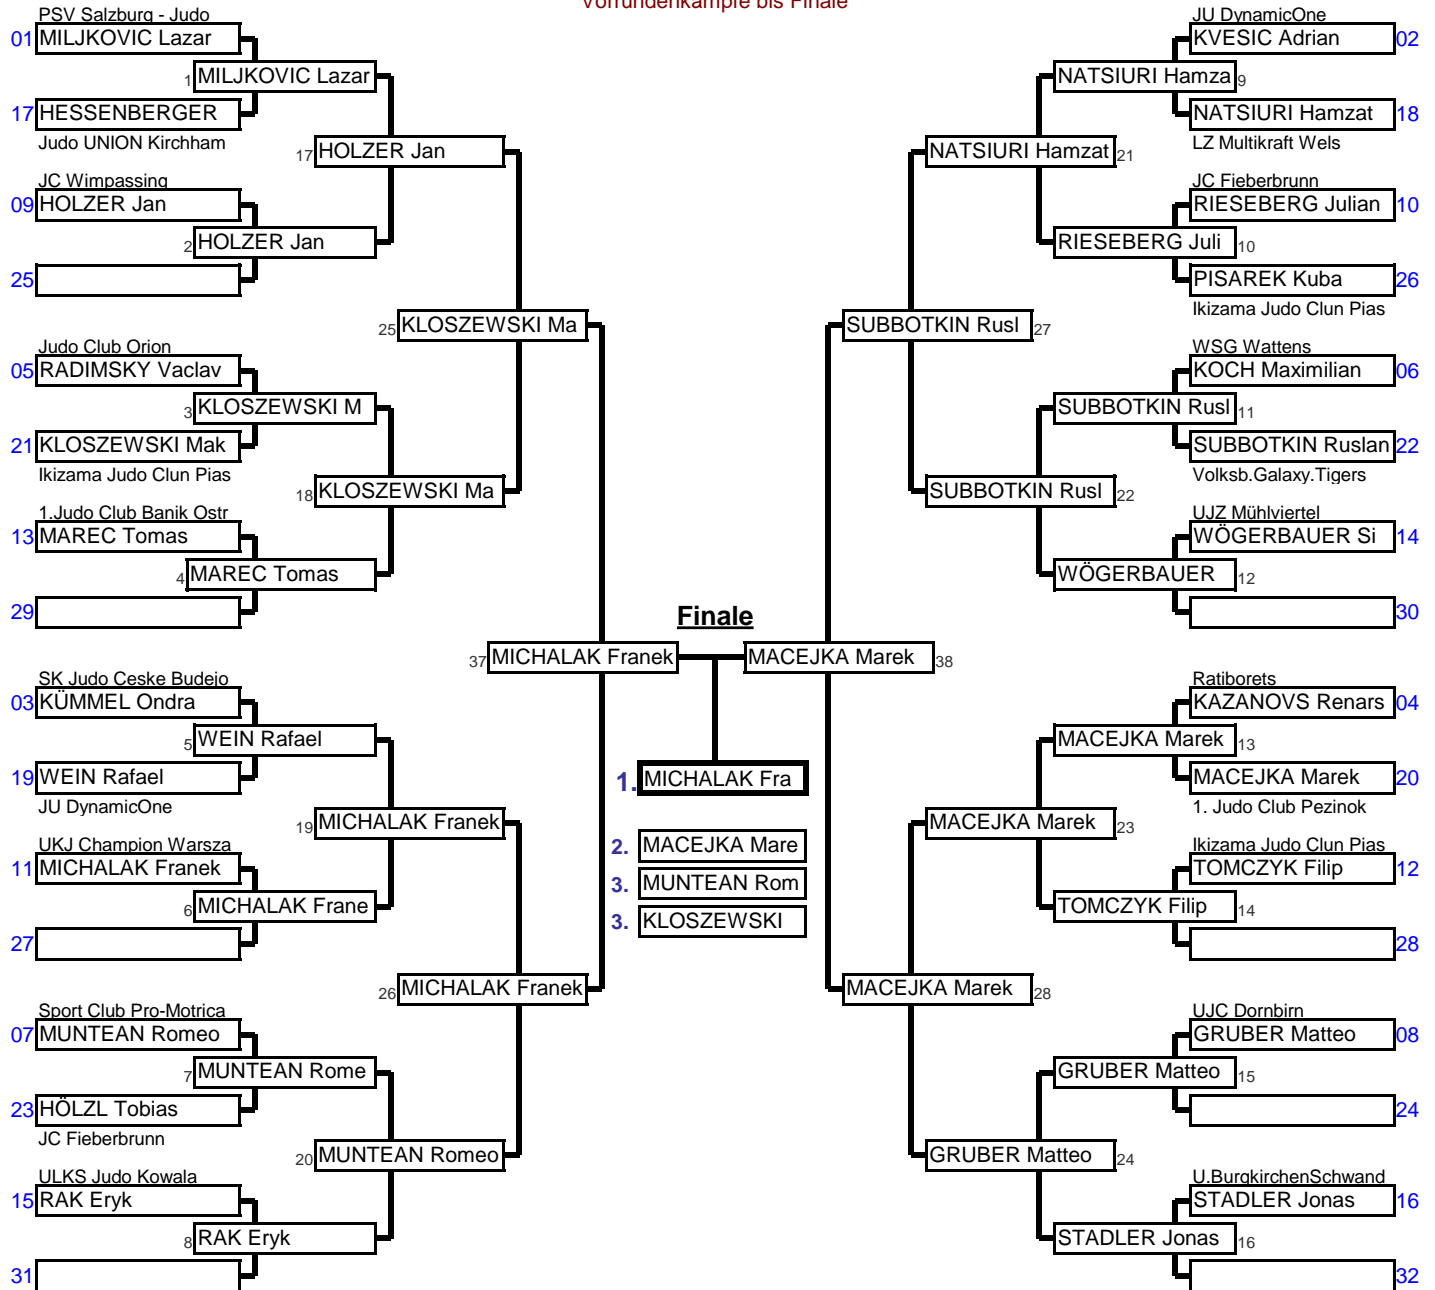 Vorrundenkämpfe bis Finale
PSV Salzburg - Judo
01 MILJKOVIC Lazar
1 MILJKOVIC Lazar
17 HESSENBERGER
Judo UNION Kirchham
17 HOLZER Jan
JC Wimpassing
09 HOLZER Jan
2 HOLZER Jan
25
25 KLOSZEWSKI Ma
Judo Club Orion
05 RADIMSKY Vaclav
3 KLOSZEWSKI M
21 KLOSZEWSKI Mak
Ikizama Judo Clun Pias
18 KLOSZEWSKI Ma
1.Judo Club Banik Ostr
13 MAREC Tomas
4 MAREC Tomas
29
37 MICHALAK Franek
SK Judo Ceske Budejo
03 KÜMMEL Ondra
5 WEIN Rafael
19 WEIN Rafael
JU DynamicOne
19 MICHALAK Franek
UKJ Champion Warsza
11 MICHALAK Franek
6 MICHALAK Frane
27
26 MICHALAK Franek
Sport Club Pro-Motrica
07 MUNTEAN Romeo
7 MUNTEAN Rome
23 HÖLZL Tobias
JC Fieberbrunn
20 MUNTEAN Romeo
ULKS Judo Kowala
15 RAK Eryk
8 RAK Eryk
31
Finale
1. MICHALAK Fra
2. MACEJKA Mare
3. MUNTEAN Rom
3. KLOSZEWSKI
JU DynamicOne
KVESIC Adrian 02
NATSIURI Hamza 9
NATSIURI Hamzat 18
LZ Multikraft Wels
NATSIURI Hamzat 21
JC Fieberbrunn
RIESEBERG Julian 10
RIESEBERG Juli 10
PISAREK Kuba 26
Ikizama Judo Clun Pias
SUBBOTKIN Rusl 27
WSG Wattens
KOCH Maximilian 06
SUBBOTKIN Rusl 11
SUBBOTKIN Ruslan 22
Volksb.Galaxy.Tigers
SUBBOTKIN Rusl 22
UJZ Mühlviertel
WÖGERBAUER Si 14
WÖGERBAUER 12
30
MACEJKA Marek 38
Ratiborets
KAZANOVS Renars 04
MACEJKA Marek 13
MACEJKA Marek 20
1. Judo Club Pezinok
MACEJKA Marek 23
Ikizama Judo Clun Pias
TOMCZYK Filip 12
TOMCZYK Filip 14
28
MACEJKA Marek 28
UJC Dornbirn
GRUBER Matteo 08
GRUBER Matteo 15
24
GRUBER Matteo 24
U.BurgkirchenSchwand
STADLER Jonas 16
STADLER Jonas 16
32